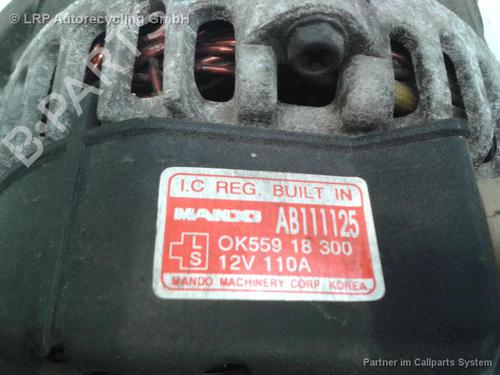 © LRP Autorecycling GmbH
B-PARTS
I.C REG. BUILT IN
MANDO AB111125
L S
OK559 18 300
12V 110A
MANDO MACHINERY CORP. KOREA.
Partner im Callparts System